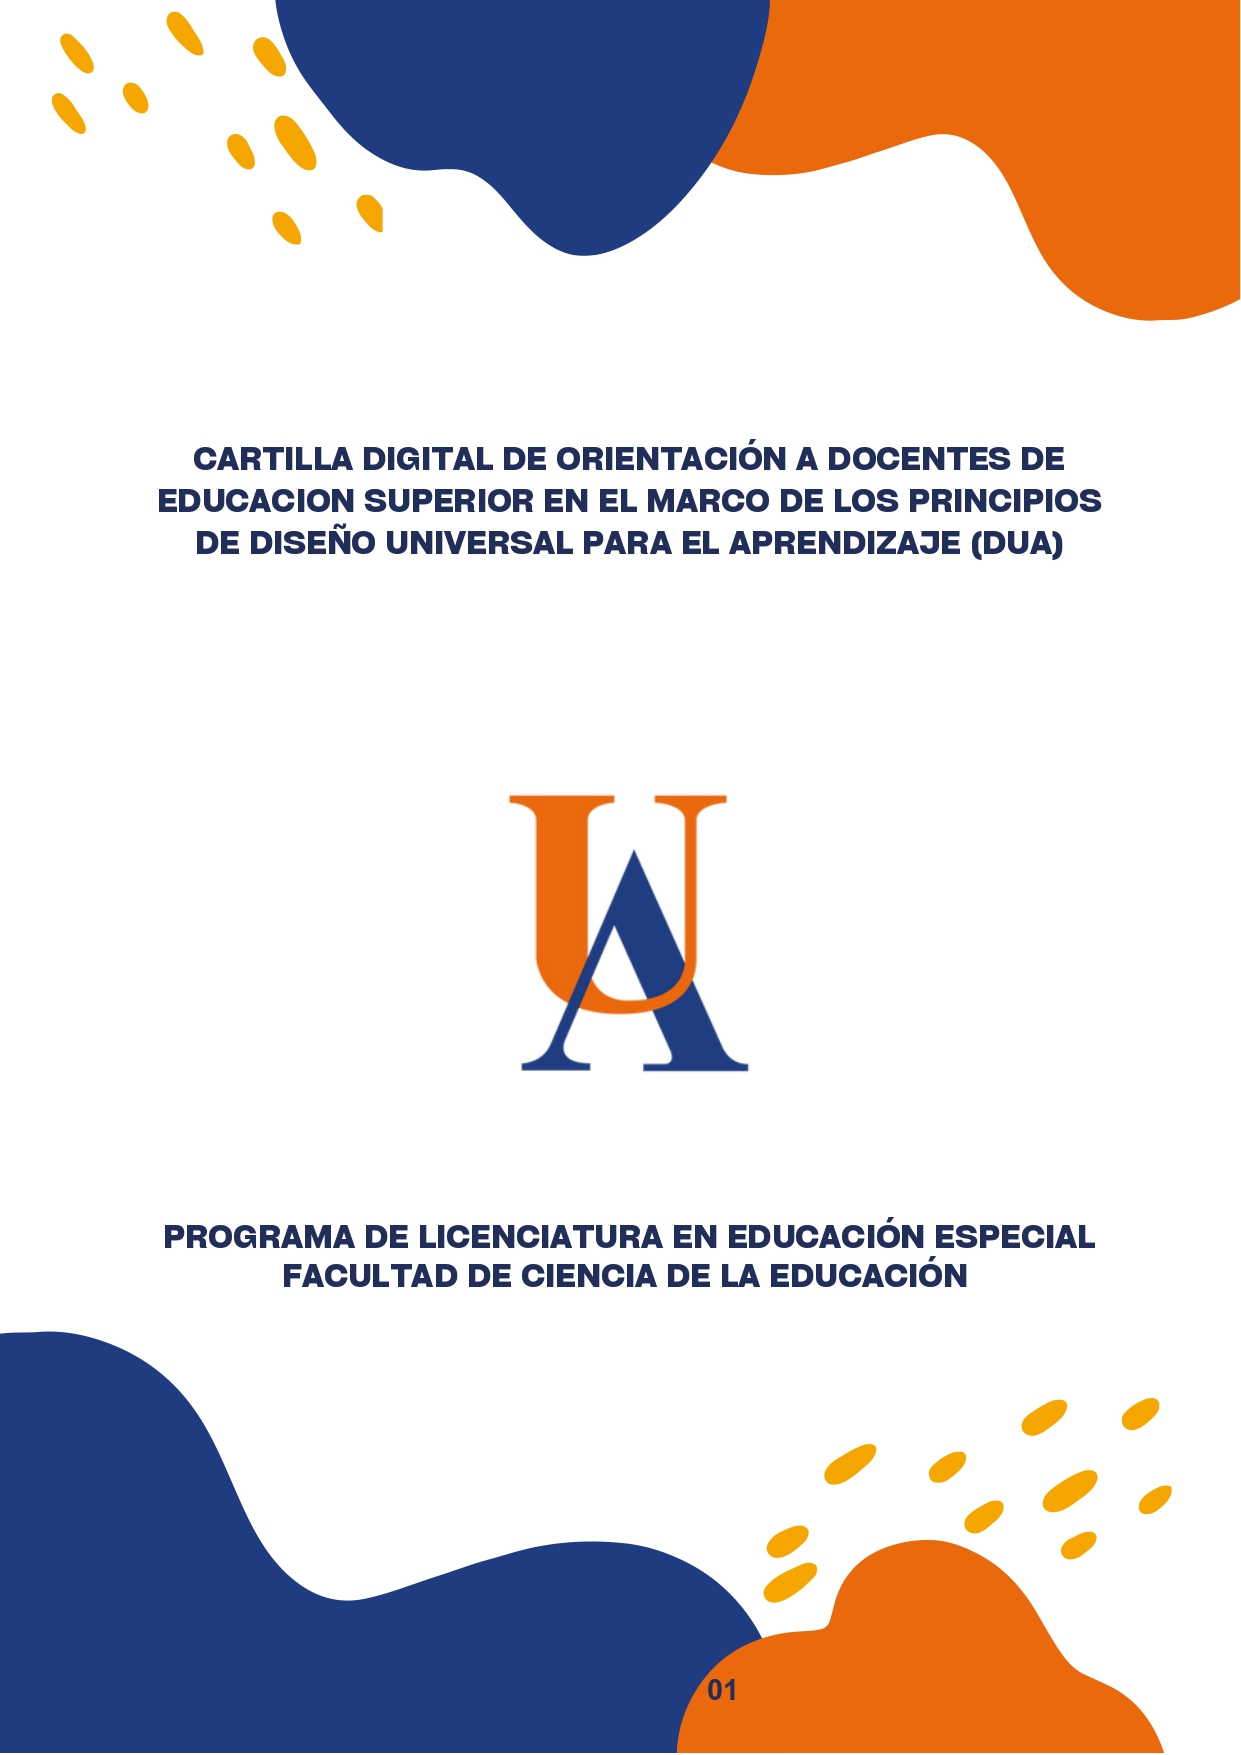 CARTILLA DIGITAL DE ORIENTACIÓN A DOCENTES DE
EDUCACION SUPERIOR EN EL MARCO DE LOS PRINCIPIOS
DE DISEÑO UNIVERSAL PARA EL APRENDIZAJE (DUA)
UA
PROGRAMA DE LICENCIATURA EN EDUCACIÓN ESPECIAL
FACULTAD DE CIENCIA DE LA EDUCACIÓN
01